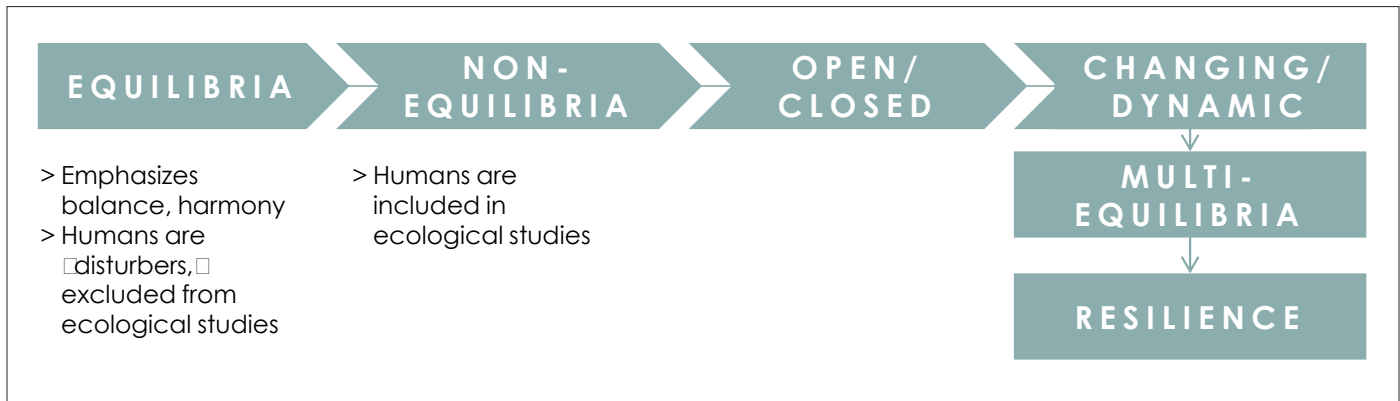 EQUILIBRIA
NON-
EQUILIBRIA
OPEN/
CLOSED
CHANGING/
DYNAMIC
> Emphasizes
balance, harmony
> Humans are
□disturbers,□
excluded from
ecological studies
> Humans are
included in
ecological studies
MULTI-
EQUILIBRIA
RESILIENCE